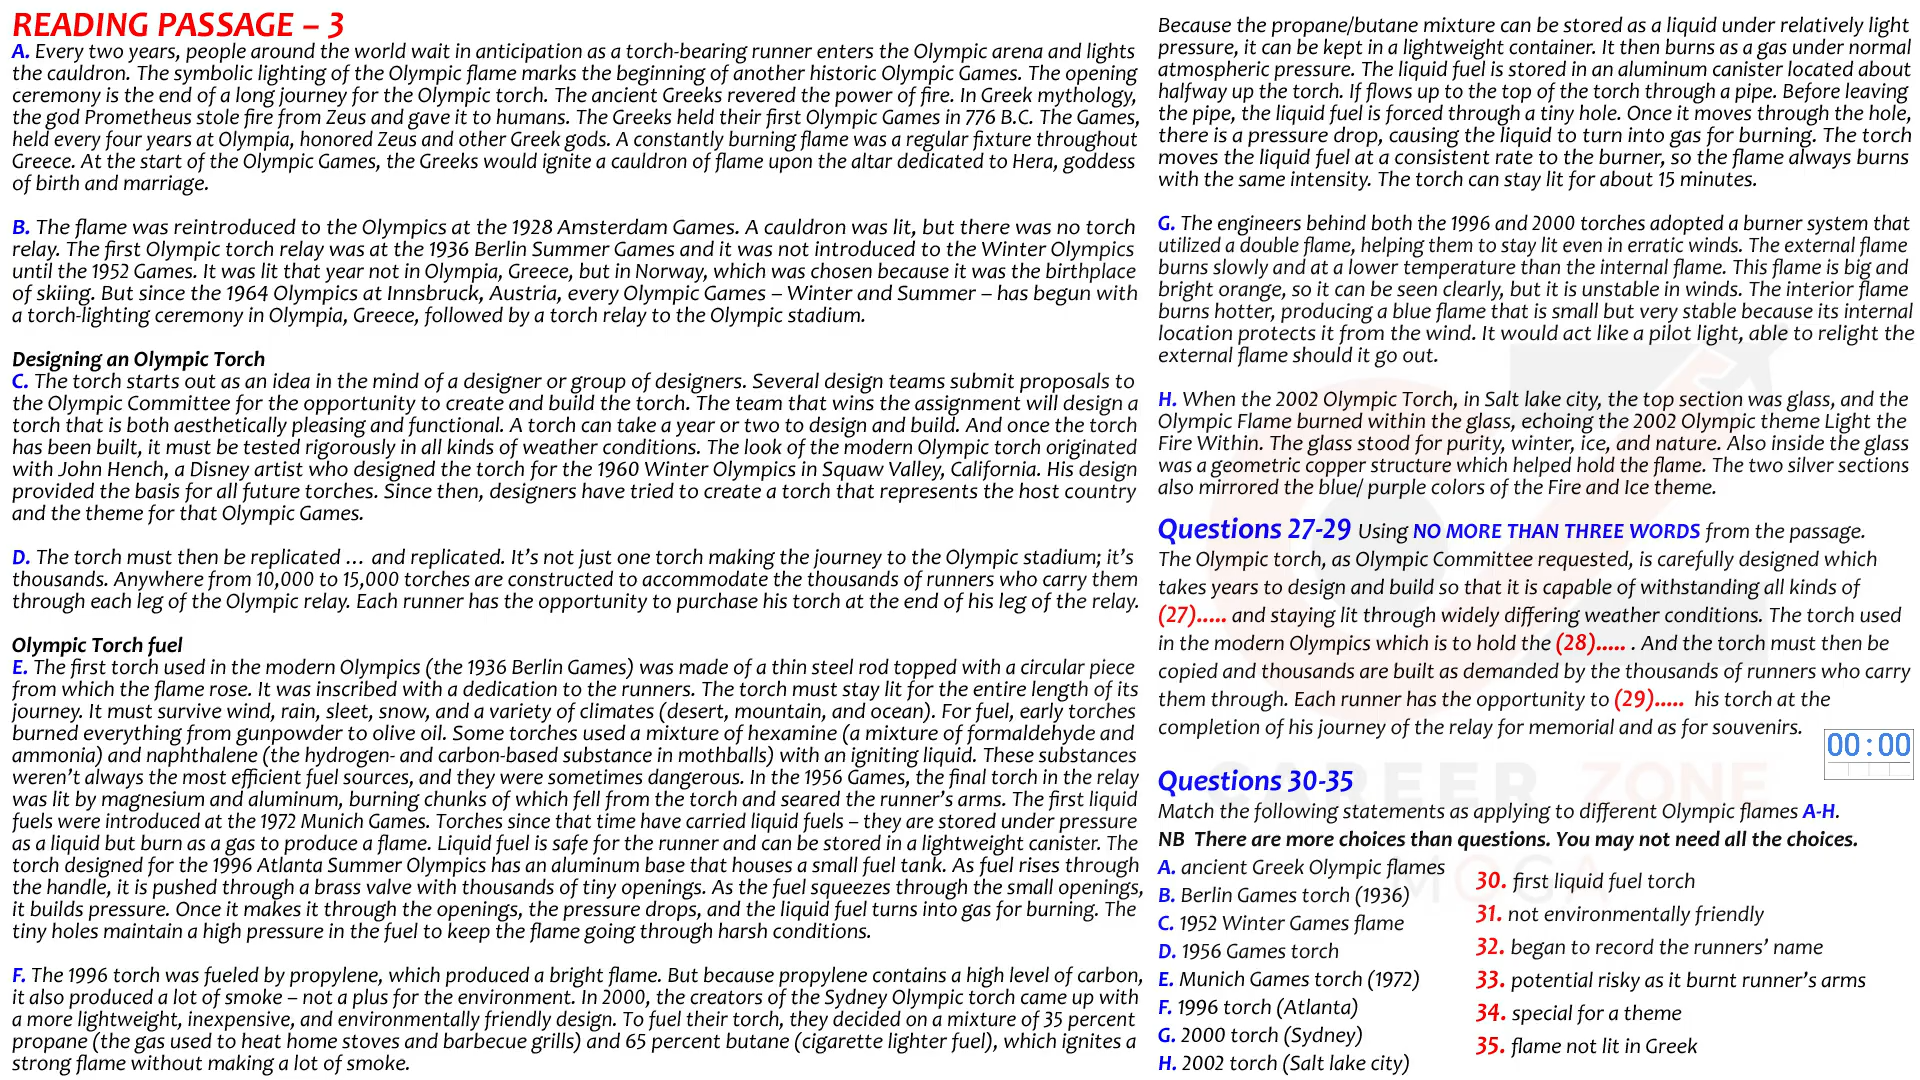 READING PASSAGE – 3
A. Every two years, people around the world wait in anticipation as a torch-bearing runner enters the Olympic arena and lights
the cauldron. The symbolic lighting of the Olympic flame marks the beginning of another historic Olympic Games. The opening
ceremony is the end of a long journey for the Olympic torch. The ancient Greeks revered the power of fire. In Greek mythology,
the god Prometheus stole fire from Zeus and gave it to humans. The Greeks held their first Olympic Games in 776 B.C. The Games,
held every four years at Olympia, honored Zeus and other Greek gods. A constantly burning flame was a regular fixture throughout
Greece. At the start of the Olympic Games, the Greeks would ignite a cauldron of flame upon the altar dedicated to Hera, goddess
of birth and marriage.
B. The flame was reintroduced to the Olympics at the 1928 Amsterdam Games. A cauldron was lit, but there was no torch
relay. The first Olympic torch relay was at the 1936 Berlin Summer Games and it was not introduced to the Winter Olympics
until the 1952 Games. It was lit that year not in Olympia, Greece, but in Norway, which was chosen because it was the birthplace
of skiing. But since the 1964 Olympics at Innsbruck, Austria, every Olympic Games – Winter and Summer – has begun with
a torch-lighting ceremony in Olympia, Greece, followed by a torch relay to the Olympic stadium.
Designing an Olympic Torch
C. The torch starts out as an idea in the mind of a designer or group of designers. Several design teams submit proposals to
the Olympic Committee for the opportunity to create and build the torch. The team that wins the assignment will design a
torch that is both aesthetically pleasing and functional. A torch can take a year or two to design and build. And once the torch
has been built, it must be tested rigorously in all kinds of weather conditions. The look of the modern Olympic torch originated
with John Hench, a Disney artist who designed the torch for the 1960 Winter Olympics in Squaw Valley, California. His design
provided the basis for all future torches. Since then, designers have tried to create a torch that represents the host country
and the theme for that Olympic Games.
D. The torch must then be replicated ... and replicated. It's not just one torch making the journey to the Olympic stadium; it's
thousands. Anywhere from 10,000 to 15,000 torches are constructed to accommodate the thousands of runners who carry them
through each leg of the Olympic relay. Each runner has the opportunity to purchase his torch at the end of his leg of the relay.
Olympic Torch fuel
E. The first torch used in the modern Olympics (the 1936 Berlin Games) was made of a thin steel rod topped with a circular piece
from which the flame rose. It was inscribed with a dedication to the runners. The torch must stay lit for the entire length of its
journey. It must survive wind, rain, sleet, snow, and a variety of climates (desert, mountain, and ocean). For fuel, early torches
burned everything from gunpowder to olive oil. Some torches used a mixture of hexamine (a mixture of formaldehyde and
ammonia) and naphthalene (the hydrogen- and carbon-based substance in mothballs) with an igniting liquid. These substances
weren't always the most efficient fuel sources, and they were sometimes dangerous. In the 1956 Games, the final torch in the relay
was lit by magnesium and aluminum, burning chunks of which fell from the torch and seared the runner's arms. The first liquid
fuels were introduced at the 1972 Munich Games. Torches since that time have carried liquid fuels – they are stored under pressure
as a liquid but burn as a gas to produce a flame. Liquid fuel is safe for the runner and can be stored in a lightweight canister. The
torch designed for the 1996 Atlanta Summer Olympics has an aluminum base that houses a small fuel tank. As fuel rises through
the handle, it is pushed through a brass valve with thousands of tiny openings. As the fuel squeezes through the small openings,
it builds pressure. Once it makes it through the openings, the pressure drops, and the liquid fuel turns into gas for burning. The
tiny holes maintain a high pressure in the fuel to keep the flame going through harsh conditions.
F. The 1996 torch was fueled by propylene, which produced a bright flame. But because propylene contains a high level of carbon,
it also produced a lot of smoke – not a plus for the environment. In 2000, the creators of the Sydney Olympic torch came up with
a more lightweight, inexpensive, and environmentally friendly design. To fuel their torch, they decided on a mixture of 35 percent
propane (the gas used to heat home stoves and barbecue grills) and 65 percent butane (cigarette lighter fuel), which ignites a
strong flame without making a lot of smoke.
Because the propane/butane mixture can be stored as a liquid under relatively light
pressure, it can be kept in a lightweight container. It then burns as a gas under normal
atmospheric pressure. The liquid fuel is stored in an aluminum canister located about
halfway up the torch. If flows up to the top of the torch through a pipe. Before leaving
the pipe, the liquid fuel is forced through a tiny hole. Once it moves through the hole,
there is a pressure drop, causing the liquid to turn into gas for burning. The torch
moves the liquid fuel at a consistent rate to the burner, so the flame always burns
with the same intensity. The torch can stay lit for about 15 minutes.
G. The engineers behind both the 1996 and 2000 torches adopted a burner system that
utilized a double flame, helping them to stay lit even in erratic winds. The external flame
burns slowly and at a lower temperature than the internal flame. This flame is big and
bright orange, so it can be seen clearly, but it is unstable in winds. The interior flame
burns hotter, producing a blue flame that is small but very stable because its internal
location protects it from the wind. It would act like a pilot light, able to relight the
external flame should it go out.
H. When the 2002 Olympic Torch, in Salt lake city, the top section was glass, and the
Olympic Flame burned within the glass, echoing the 2002 Olympic theme Light the
Fire Within. The glass stood for purity, winter, ice, and nature. Also inside the glass
was a geometric copper structure which helped hold the flame. The two silver sections
also mirrored the blue/ purple colors of the Fire and Ice theme.
Questions 27-29 Using NO MORE THAN THREE WORDS from the passage.
The Olympic torch, as Olympic Committee requested, is carefully designed which
takes years to design and build so that it is capable of withstanding all kinds of
(27)..... and staying lit through widely differing weather conditions. The torch used
in the modern Olympics which is to hold the (28)..... . And the torch must then be
copied and thousands are built as demanded by the thousands of runners who carry
them through. Each runner has the opportunity to (29)..... his torch at the
completion of his journey of the relay for memorial and as for souvenirs.
00:00
Questions 30-35
CAREER ZONE
Match the following statements as applying to different Olympic flames A-H.
NB There are more choices than questions. You may not need all the choices.
MOGA
A. ancient Greek Olympic flames
B. Berlin Games torch (1936)
C. 1952 Winter Games flame
D. 1956 Games torch
E. Munich Games torch (1972)
F. 1996 torch (Atlanta)
G. 2000 torch (Sydney)
H. 2002 torch (Salt lake city)
30. first liquid fuel torch
31. not environmentally friendly
32. began to record the runners' name
33. potential risky as it burnt runner's arms
34. special for a theme
35. flame not lit in Greek